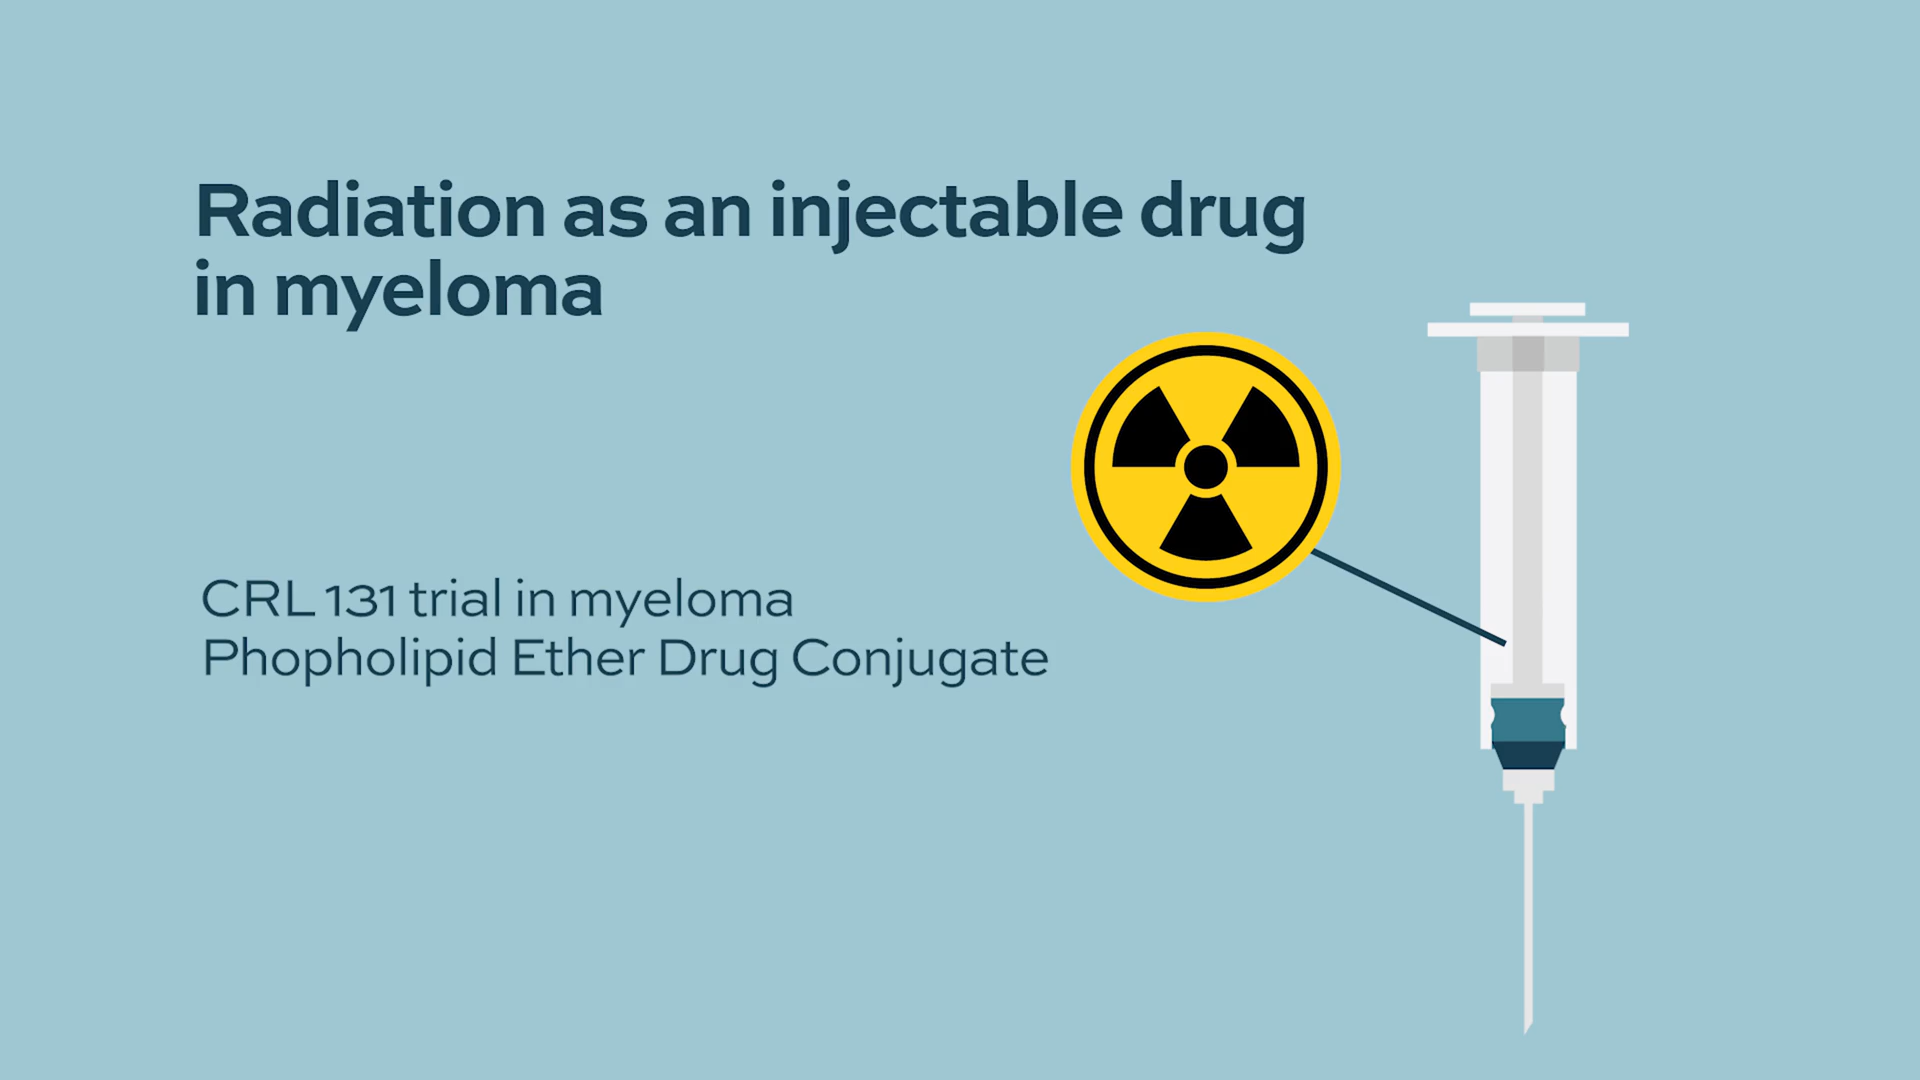 Radiation as an injectable drug
in myeloma
CRL 131 trial in myeloma
Phopholipid Ether Drug Conjugate